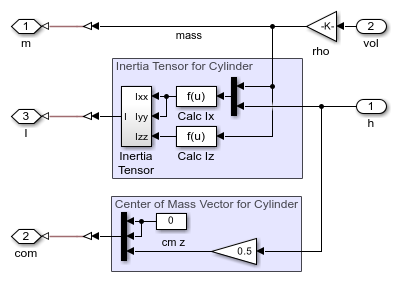 1
m
mass
-K-
rho
2
vol
Inertia Tensor for Cylinder
Ixx
Iyy
Izz
I
Inertia
Tensor
f(u)
Calc Ix
f(u)
Calc Iz
3
I
1
h
Center of Mass Vector for Cylinder
0
cm z
0.5
2
com